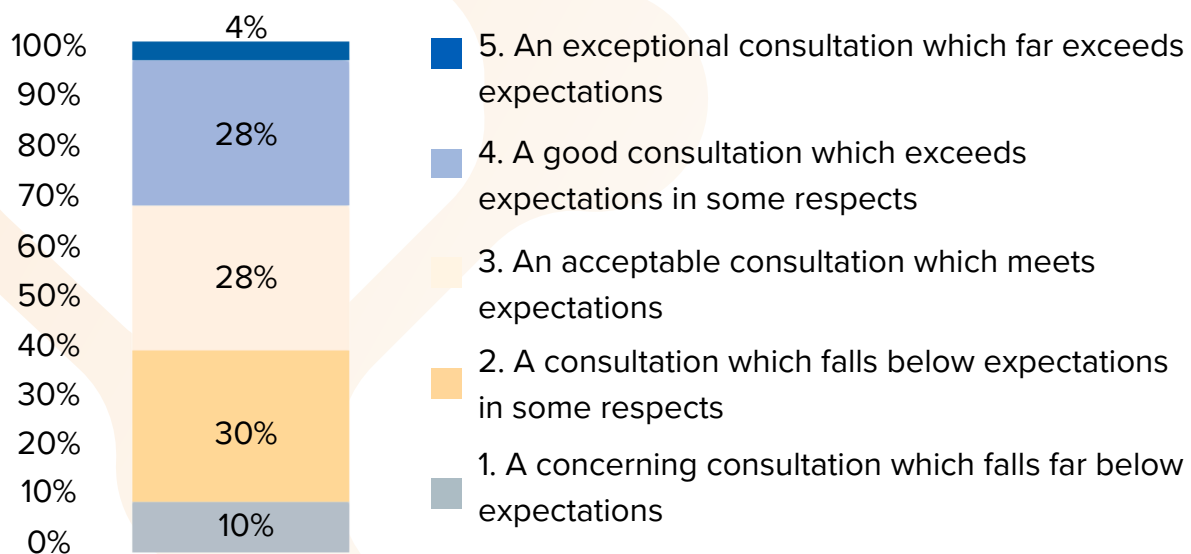 4%
100%
90%
80%
70%
60%
50%
40%
30%
20%
10%
0%
28%
28%
30%
10%
5. An exceptional consultation which far exceeds
expectations
4. A good consultation which exceeds
expectations in some respects
3. An acceptable consultation which meets
expectations
2. A consultation which falls below expectations
in some respects
1. A concerning consultation which falls far below
expectations